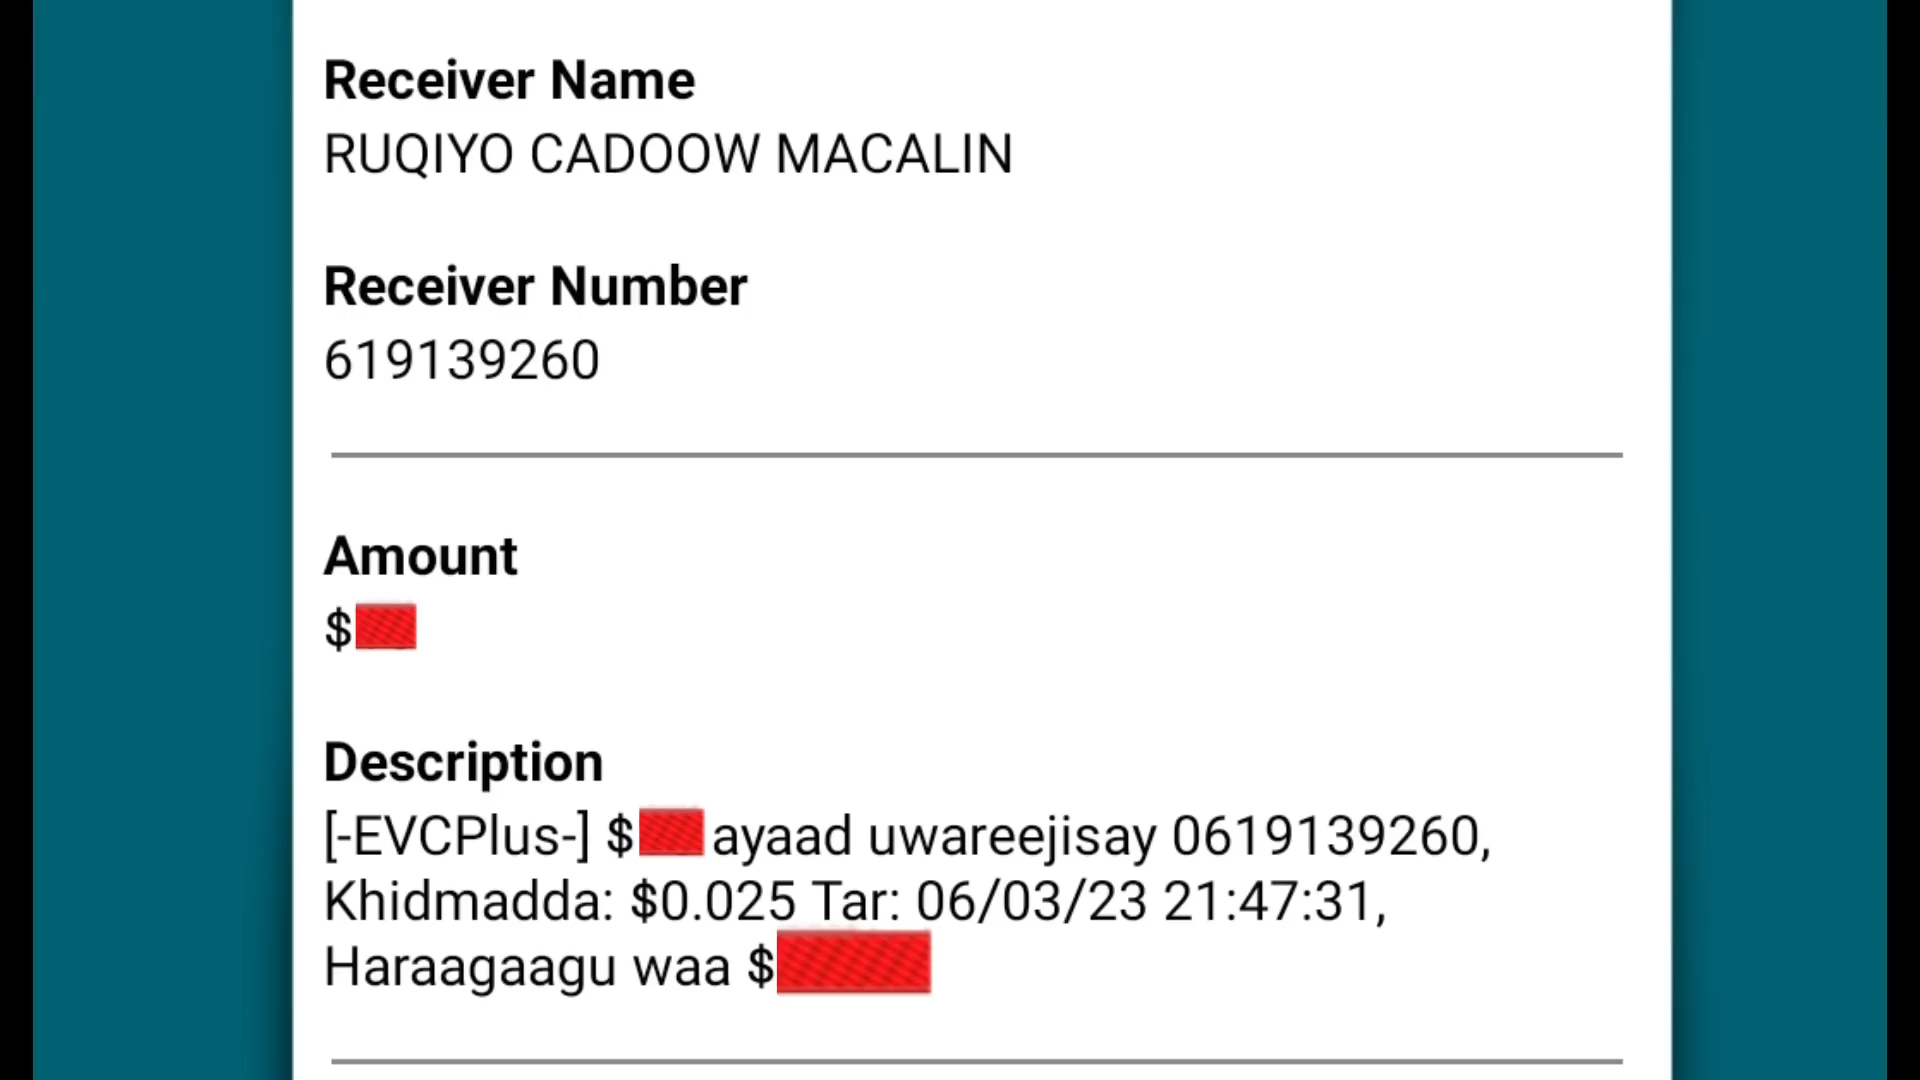 Receiver Name
RUQIYO CADOOW MACALIN
Receiver Number
619139260
Amount
$
Description
[-EVCPlus-] $ ayaad uwareejisay 0619139260,
Khidmadda: $0.025 Tar: 06/03/23 21:47:31,
Haraagaagu waa $